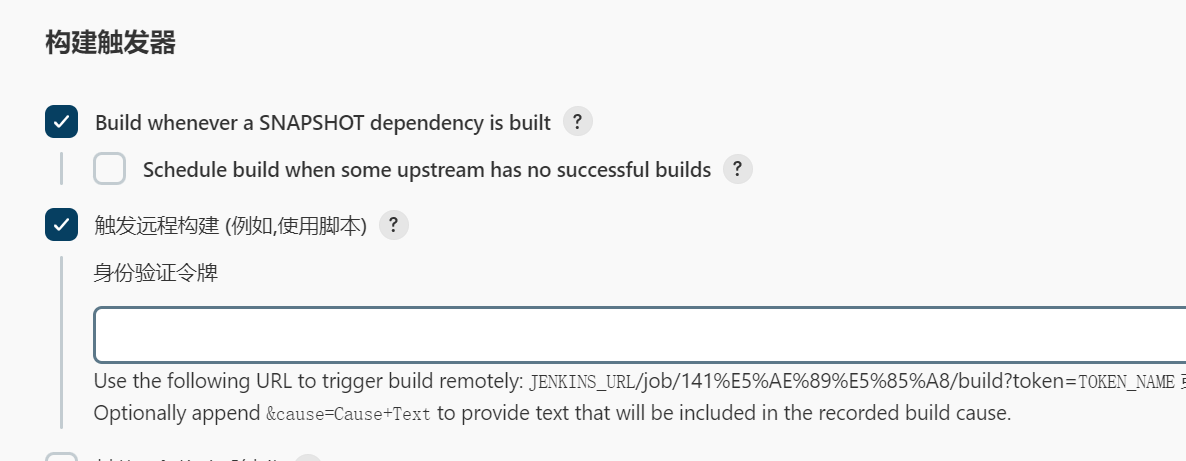 构建触发器
Build whenever a SNAPSHOT dependency is built ?
Schedule build when some upstream has no successful builds ?
触发远程构建 (例如,使用脚本) ?
身份验证令牌
Use the following URL to trigger build remotely: JENKINS_URL/job/141%E5%AE%89%E5%85%A8/build?token=TOKEN_NAME
Optionally append &cause=Cause+Text to provide text that will be included in the recorded build cause.